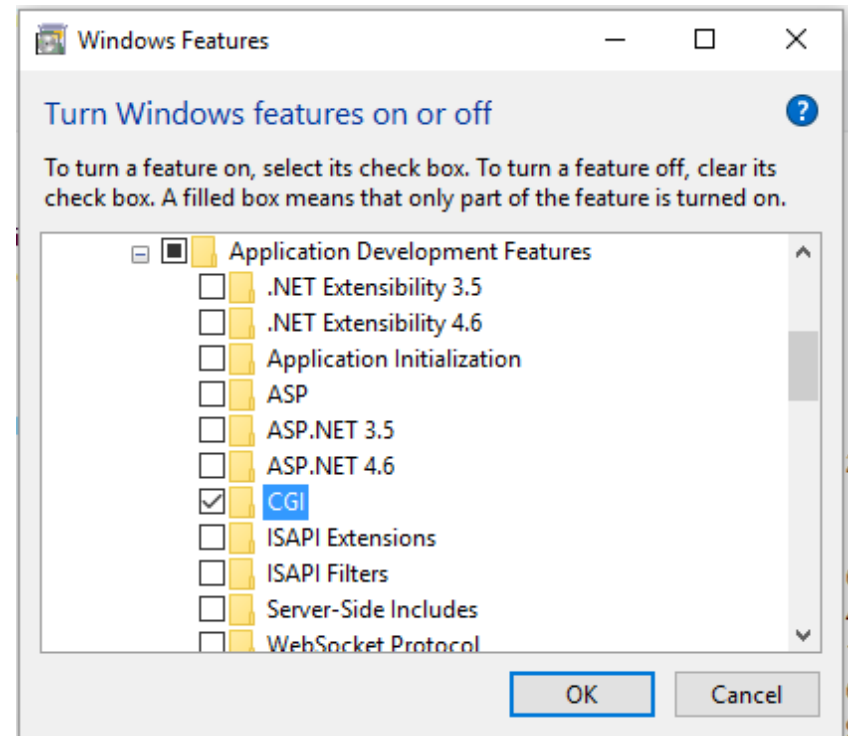 Windows Features
Turn Windows features on or off
To turn a feature on, select its check box. To turn a feature off, clear its
check box. A filled box means that only part of the feature is turned on.
Application Development Features
.NET Extensibility 3.5
.NET Extensibility 4.6
Application Initialization
ASP
ASP.NET 3.5
ASP.NET 4.6
CGI
ISAPI Extensions
ISAPI Filters
Server-Side Includes
WebSocket Protocol
OK Cancel